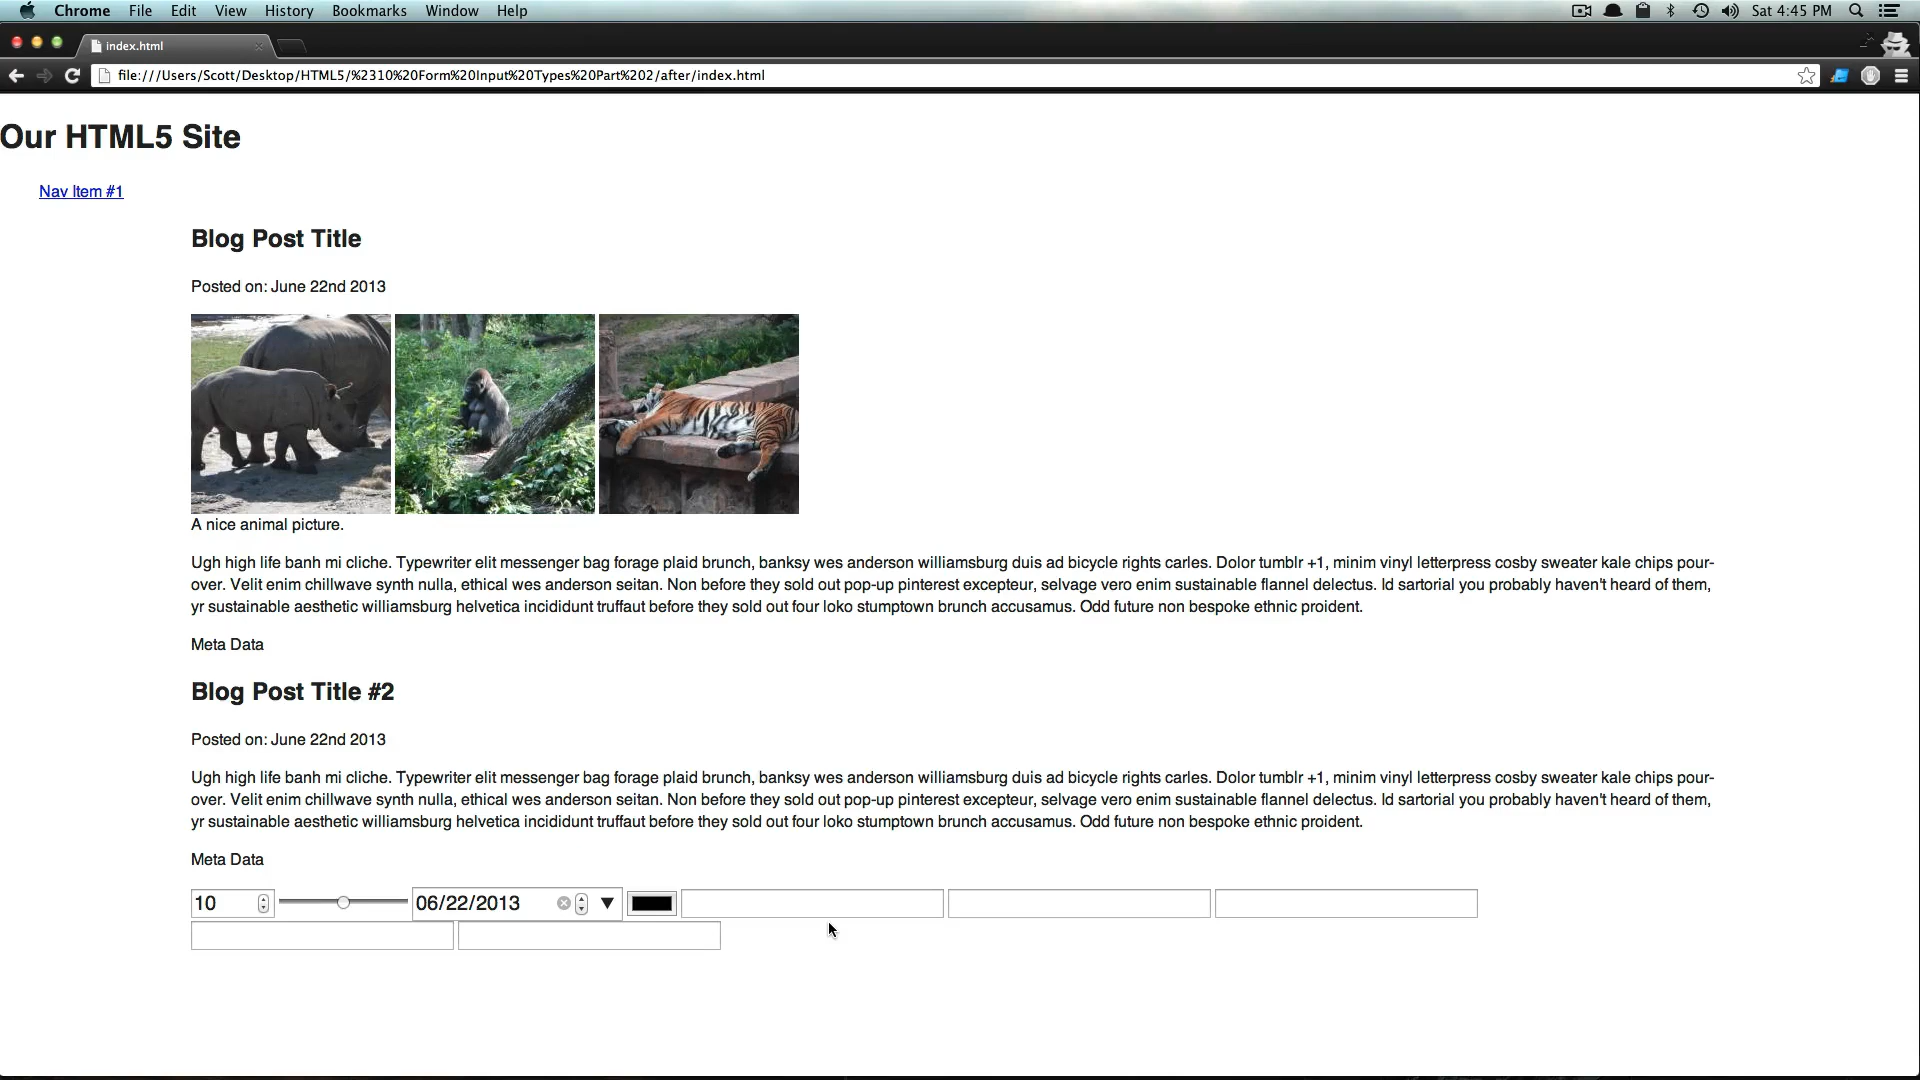 Chrome File Edit View History Bookmarks Window Help Sat 4:45 PM
index.html
file:///Users/Scott/Desktop/HTML5/%2310%20Form%20Input%20Types%20Part%202/after/index.html
Our HTML5 Site
Nav Item #1
Blog Post Title
Posted on: June 22nd 2013
A nice animal picture.
Ugh high life banh mi cliche. Typewriter elit messenger bag forage plaid brunch, banksy wes anderson williamsburg duis ad bicycle rights carles. Dolor tumblr +1, minim vinyl letterpress cosby sweater kale chips pour-
over. Velit enim chillwave synth nulla, ethical wes anderson seitan. Non before they sold out pop-up pinterest excepteur, selvage vero enim sustainable flannel delectus. Id sartorial you probably haven't heard of them,
yr sustainable aesthetic williamsburg helvetica incididunt truffaut before they sold out four loko stumptown brunch accusamus. Odd future non bespoke ethnic proident.
Meta Data
Blog Post Title #2
Posted on: June 22nd 2013
Ugh high life banh mi cliche. Typewriter elit messenger bag forage plaid brunch, banksy wes anderson williamsburg duis ad bicycle rights carles. Dolor tumblr +1, minim vinyl letterpress cosby sweater kale chips pour-
over. Velit enim chillwave synth nulla, ethical wes anderson seitan. Non before they sold out pop-up pinterest excepteur, selvage vero enim sustainable flannel delectus. Id sartorial you probably haven't heard of them,
yr sustainable aesthetic williamsburg helvetica incididunt truffaut before they sold out four loko stumptown brunch accusamus. Odd future non bespoke ethnic proident.
Meta Data
10 06/22/2013